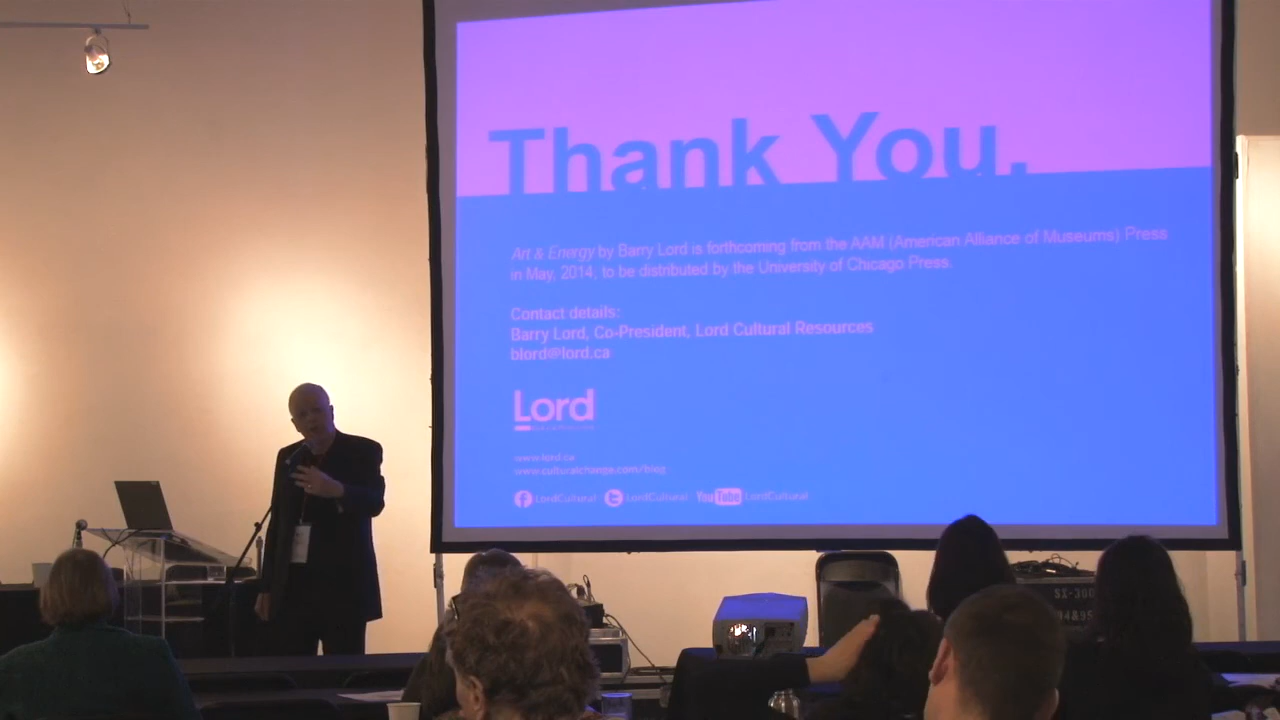 Thank You.
Art & Energy by Barry Lord is forthcoming from the AAM (American Alliance of Museums) Press
in May, 2014, to be distributed by the University of Chicago Press.
Contact details:
Barry Lord, Co-President, Lord Cultural Resources
blord@lord.ca
Lord
www.lord.ca
www.culturalchange.com/blog
LordCultural LordCultural YouTube LordCultural
SX-300